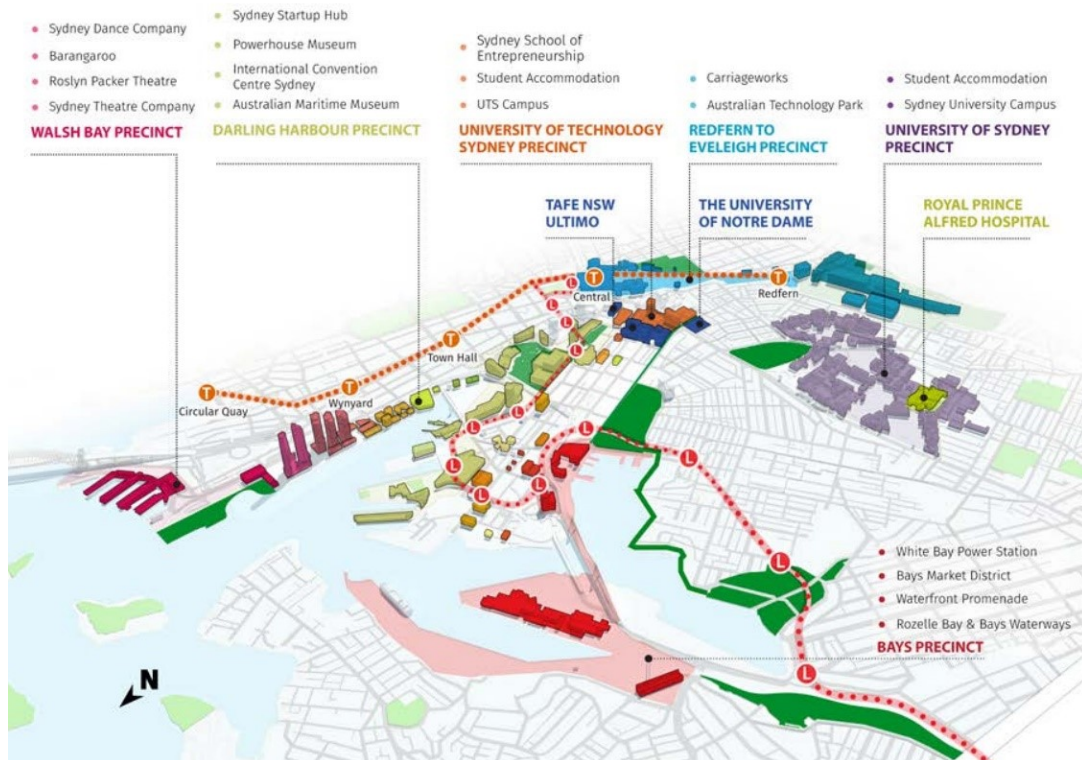 Sydney Dance Company
Barangaroo
Roslyn Packer Theatre
Sydney Theatre Company
WALSH BAY PRECINCT
Sydney Startup Hub
Powerhouse Museum
International Convention
Centre Sydney
Australian Maritime Museum
DARLING HARBOUR PRECINCT
Sydney School of
Entrepreneurship
Student Accommodation
UTS Campus
UNIVERSITY OF TECHNOLOGY
SYDNEY PRECINCT
Carriageworks
Australian Technology Park
REDFERN TO
EVELEIGH PRECINCT
Student Accommodation
Sydney University Campus
UNIVERSITY OF SYDNEY
PRECINCT
TAFE NSW
ULTIMO
THE UNIVERSITY
OF NOTRE DAME
ROYAL PRINCE
ALFRED HOSPITAL
T
Central
T
Redfern
T
Town Hall
T
Wynyard
T
Circular Quay
L
L
L
L
L
L
L
L
L
L
L
L
L
White Bay Power Station
Bays Market District
Waterfront Promenade
Rozelle Bay & Bays Waterways
BAYS PRECINCT
N